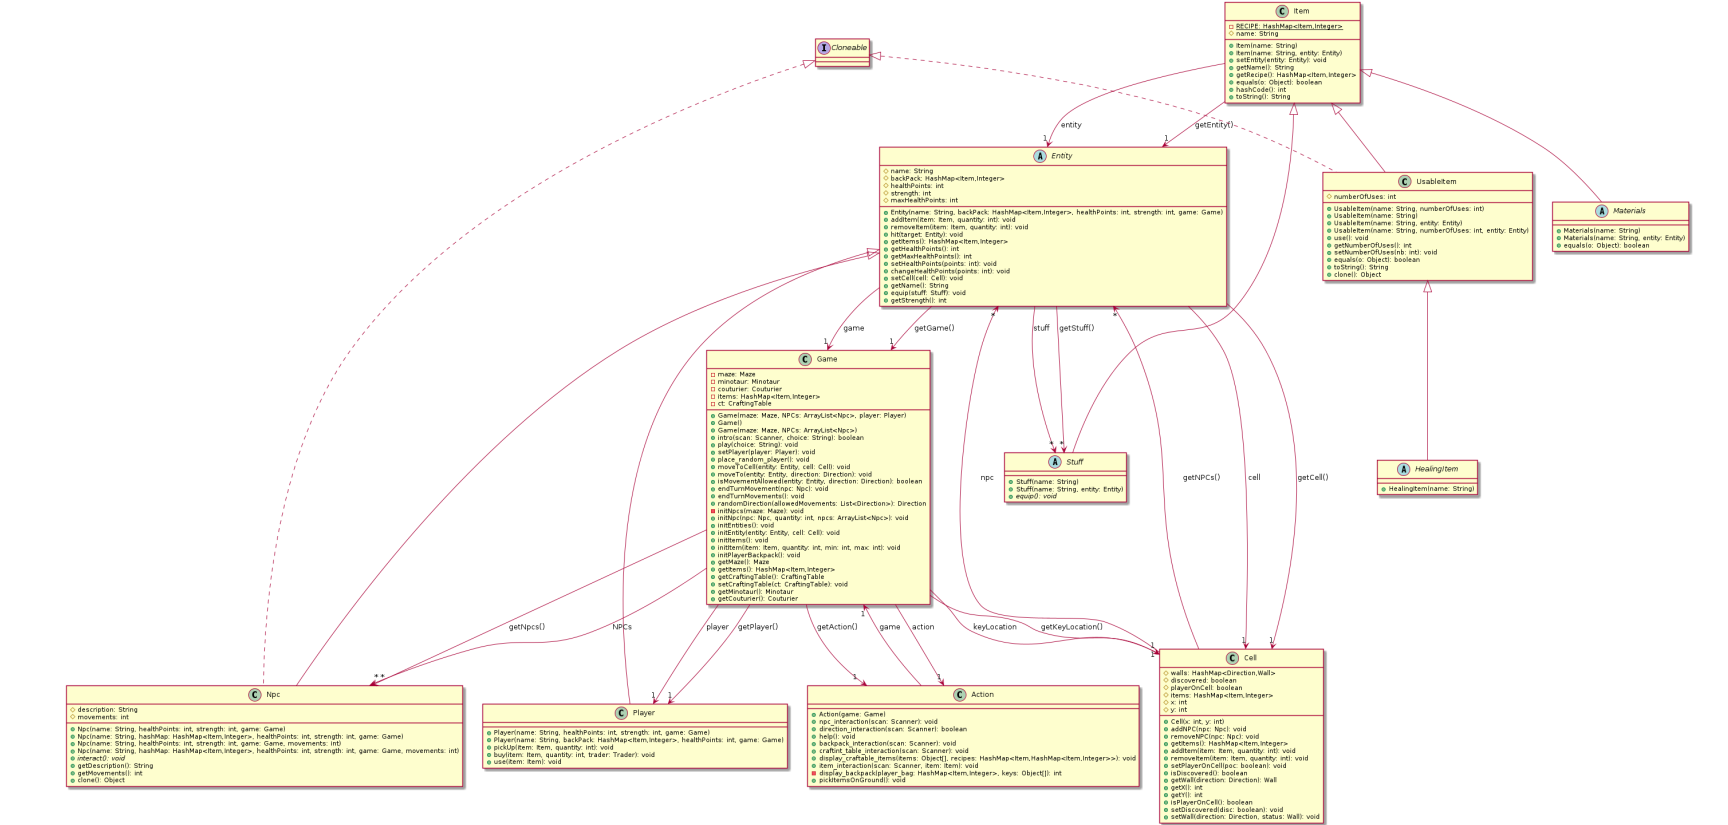 Item
RECIPE: HashMap<Item,Integer>
name: String
Item(name: String)
Item(name: String, entity: Entity)
setEntity(entity: Entity): void
getName(): String
getRecipe(): HashMap<Item,Integer>
equals(o: Object): boolean
hashCode(): int
toString(): String
Cloneable
entity
1
getEntity()
1
Entity
name: String
backPack: HashMap<Item,Integer>
healthPoints: int
strength: int
maxHealthPoints: int
Entity(name: String, backPack: HashMap<Item,Integer>, healthPoints: int, strength: int, game: Game)
addItem(item: Item, quantity: int): void
removeItem(item: Item, quantity: int): void
hit(target: Entity): void
getItems(): HashMap<Item,Integer>
getHealthPoints(): int
getMaxHealthPoints(): int
setHealthPoints(points: int): void
changeHealthPoints(points: int): void
setCell(cell: Cell): void
getName(): String
equip(stuff: Stuff): void
getStrength(): int
UsableItem
numberOfUses: int
UsableItem(name: String, numberOfUses: int)
UsableItem(name: String)
UsableItem(name: String, entity: Entity)
UsableItem(name: String, numberOfUses: int, entity: Entity)
use(): void
getNumberOfUses(): int
setNumberOfUses(nb: int): void
equals(o: Object): boolean
toString(): String
clone(): Object
Materials
Materials(name: String)
Materials(name: String, entity: Entity)
equals(o: Object): boolean
game
1
getGame()
1
*
stuff
*
getStuff()
*
*
Game
maze: Maze
minotaur: Minotaur
couturier: Couturier
items: HashMap<Item,Integer>
ct: CraftingTable
Game(maze: Maze, NPCs: ArrayList<Npc>, player: Player)
Game()
Game(maze: Maze, NPCs: ArrayList<Npc>)
intro(scan: Scanner, choice: String): boolean
play(choice: String): void
setPlayer(player: Player): void
place_random_player(): void
moveToCell(entity: Entity, cell: Cell): void
moveTo(entity: Entity, direction: Direction): void
isMovementAllowed(entity: Entity, direction: Direction): boolean
endTurnMovement(npc: Npc): void
endTurnMovements(): void
randomDirection(allowedMovements: List<Direction>): Direction
initNpcs(maze: Maze): void
initNpc(npc: Npc, quantity: int, npcs: ArrayList<Npc>): void
initEntities(): void
initEntity(entity: Entity, cell: Cell): void
initItems(): void
initItem(item: Item, quantity: int, min: int, max: int): void
initPlayerBackpack(): void
getMaze(): Maze
getItems(): HashMap<Item,Integer>
getCraftingTable(): CraftingTable
setCraftingTable(ct: CraftingTable): void
getMinotaur(): Minotaur
getCouturier(): Couturier
Stuff
Stuff(name: String)
Stuff(name: String, entity: Entity)
equip(): void
HealingItem
HealingItem(name: String)
npc
1
getNPCs()
cell
1
getCell()
1
getNpcs()
*
NPCs
*
player
1
getPlayer()
1
getAction()
1
game
1
action
1
keyLocation
1
getKeyLocation()
Npc
description: String
movements: int
Npc(name: String, healthPoints: int, strength: int, game: Game)
Npc(name: String, hashMap: HashMap<Item,Integer>, healthPoints: int, strength: int, game: Game)
Npc(name: String, healthPoints: int, strength: int, game: Game, movements: int)
Npc(name: String, hashMap: HashMap<Item,Integer>, healthPoints: int, strength: int, game: Game, movements: int)
interact(): void
getDescription(): String
getMovements(): int
clone(): Object
Player
Player(name: String, healthPoints: int, strength: int, game: Game)
Player(name: String, backPack: HashMap<Item,Integer>, healthPoints: int, game: Game)
pickUp(item: Item, quantity: int): void
buy(item: Item, quantity: int, trader: Trader): void
use(item: Item): void
Action
Action(game: Game)
npc_interaction(scan: Scanner): void
direction_interaction(scan: Scanner): boolean
help(): void
backpack_interaction(scan: Scanner): void
craftint_table_interaction(scan: Scanner): void
display_craftable_items(items: Object[], recipes: HashMap<Item,HashMap<Item,Integer>>): void
item_interaction(scan: Scanner, item: Item): void
display_backpack(player_bag: HashMap<Item,Integer>, keys: Object[]): int
pickItemsOnGround(): void
Cell
walls: HashMap<Direction,Wall>
discovered: boolean
playerOnCell: boolean
items: HashMap<Item,Integer>
x: int
y: int
Cell(x: int, y: int)
addNPC(npc: Npc): void
removeNPC(npc: Npc): void
getItems(): HashMap<Item,Integer>
addItem(item: Item, quantity: int): void
removeItem(item: Item, quantity: int): void
setPlayerOnCell(poc: boolean): void
isDiscovered(): boolean
getWall(direction: Direction): Wall
getX(): int
getY(): int
isPlayerOnCell(): boolean
setDiscovered(disc: boolean): void
setWall(direction: Direction, status: Wall): void